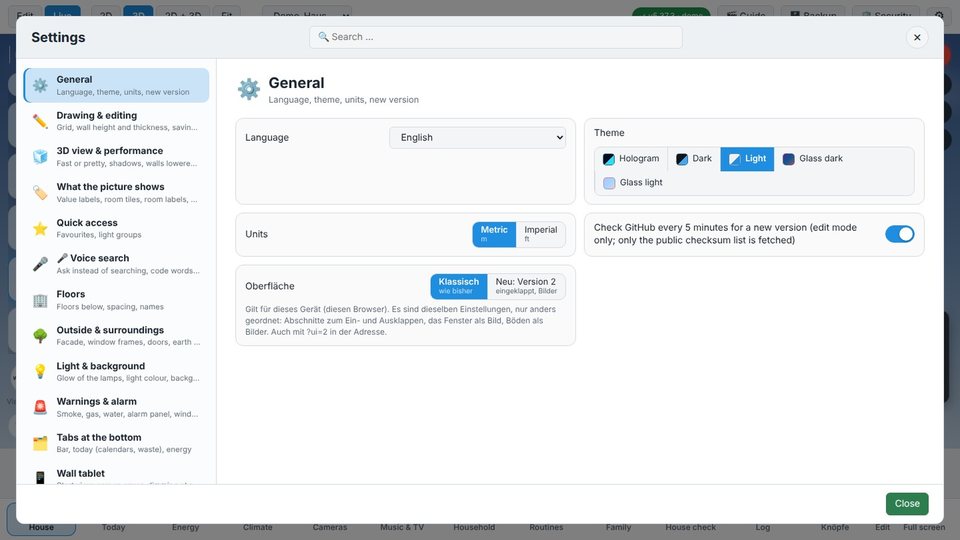 Edit Live 2D 3D 2D + 3D Fit Demo-Haus Guide Backup Security
Settings
Search ...
General
Language, theme, units, new version
Drawing & editing
Grid, wall height and thickness, savin...
3D view & performance
Fast or pretty, shadows, walls lowere...
What the picture shows
Value labels, room tiles, room labels, ...
Quick access
Favourites, light groups
Voice search
Ask instead of searching, code words...
Floors
Floors below, spacing, names
Outside & surroundings
Facade, window frames, doors, earth ...
Light & background
Glow of the lamps, light colour, backg...
Warnings & alarm
Smoke, gas, water, alarm panel, wind...
Tabs at the bottom
Bar, today (calendars, waste), energy
Wall tablet
General
Language, theme, units, new version
Language
English
Theme
Hologram
Dark
Light
Glass dark
Glass light
Units
Metric
m
Imperial
ft
Check GitHub every 5 minutes for a new version (edit mode
only; only the public checksum list is fetched)
Oberfläche
Klassisch
wie bisher
Neu: Version 2
eingeklappt, Bilder
Gilt für dieses Gerät (diesen Browser). Es sind dieselben Einstellungen, nur anders
geordnet: Abschnitte zum Ein- und Ausklappen, das Fenster als Bild, Böden als
Bilder. Auch mit ?ui=2 in der Adresse.
Close
House Today Energy Climate Cameras Music & TV Household Routines Family House check Log Knöpfe Edit Full screen